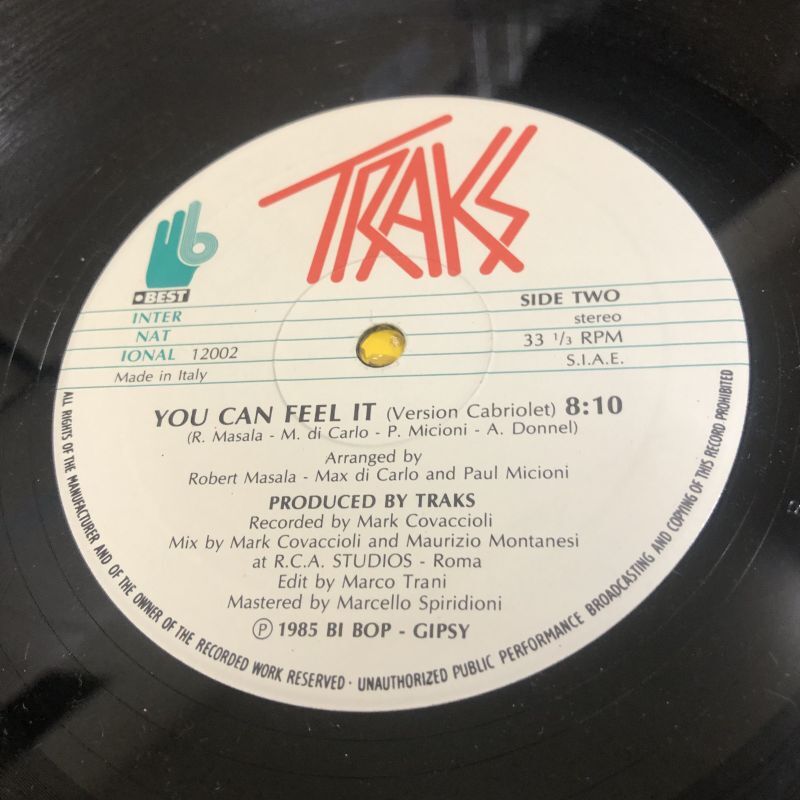 TRAKS
b
BEST
INTER
NAT
IONAL 12002
Made in Italy
SIDE TWO
stereo
33 1/3 RPM
S.I.A.E.
YOU CAN FEEL IT (Version Cabriolet) 8:10
(R. Masala - M. di Carlo - P. Micioni - A. Donnel)
Arranged by
Robert Masala - Max di Carlo and Paul Micioni
PRODUCED BY TRAKS
Recorded by Mark Covaccioli
Mix by Mark Covaccioli and Maurizio Montanesi
at R.C.A. STUDIOS - Roma
Edit by Marco Trani
Mastered by Marcello Spiridioni
Ⓟ 1985 BI BOP - GIPSY
ALL RIGHTS OF THE MANUFACTURER AND OF THE OWNER OF THE RECORDED WORK RESERVED · UNAUTHORIZED PUBLIC PERFORMANCE BROADCASTING AND COPYING OF THIS RECORD PROHIBITED